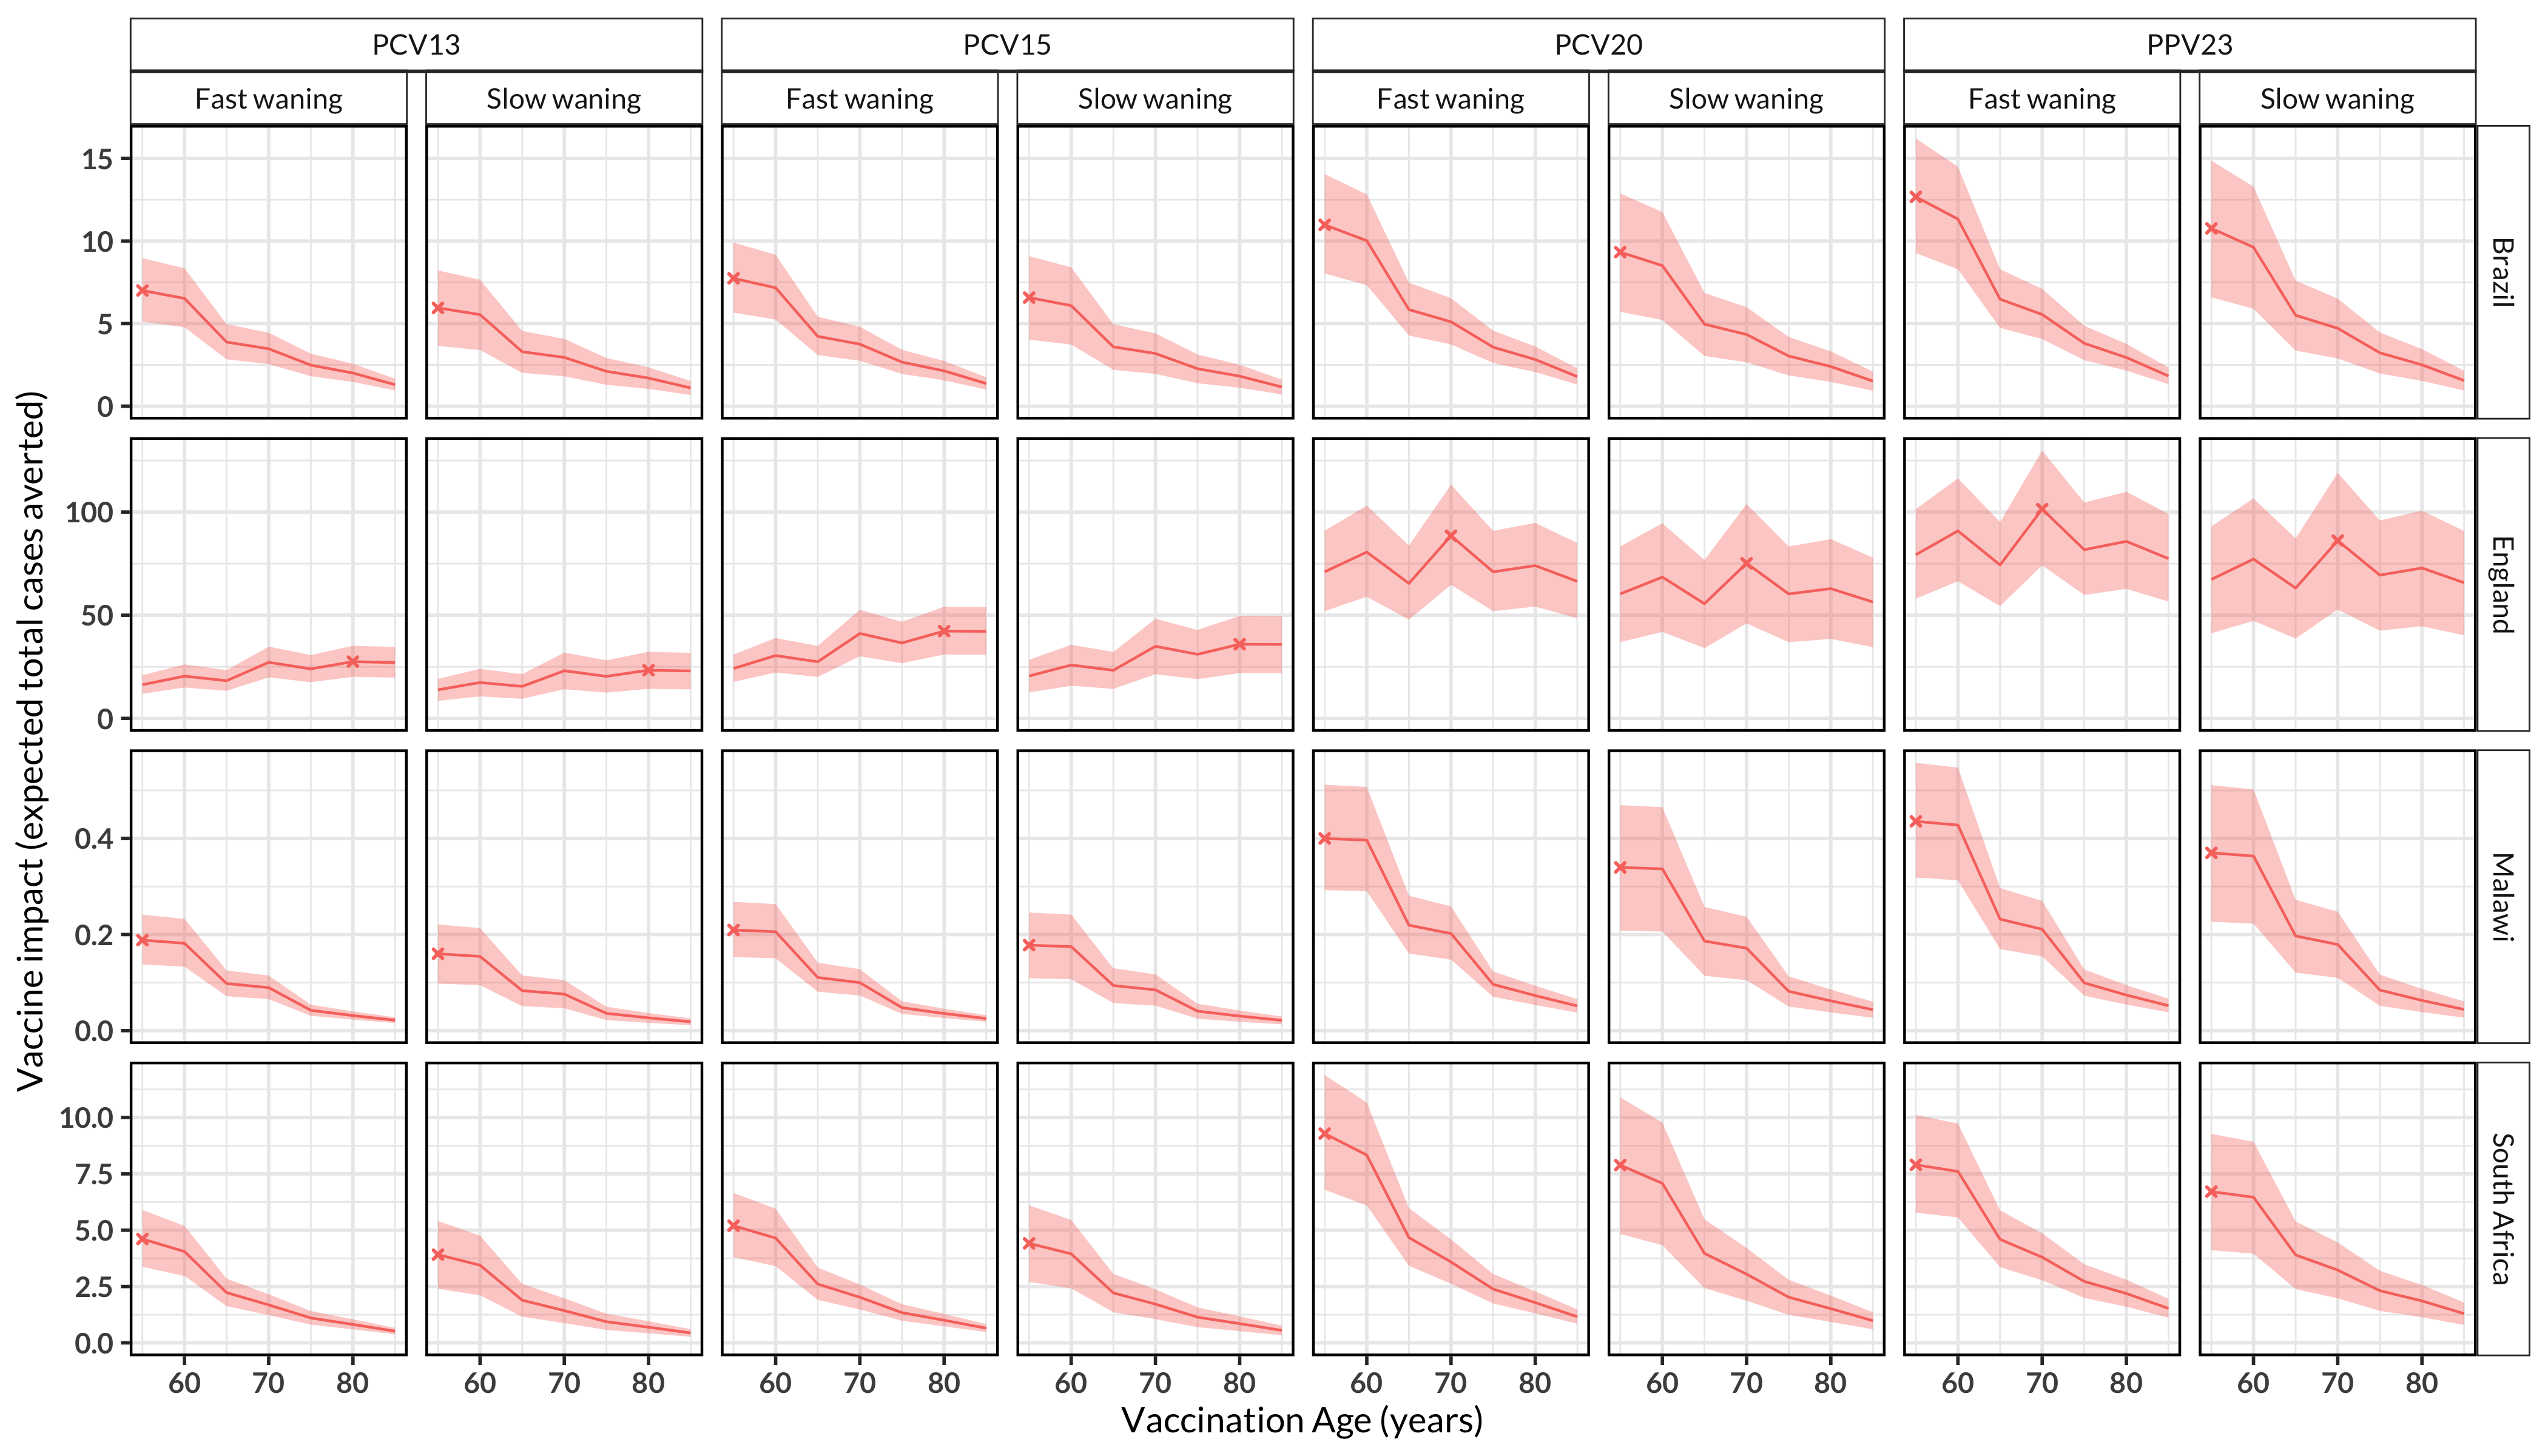 PCV13 PCV15 PCV20 PPV23
Fast waning Slow waning Fast waning Slow waning Fast waning Slow waning Fast waning Slow waning
15
10
5
0
Brazil
100
50
0
England
0.4
0.2
0.0
Malawi
10.0
7.5
5.0
2.5
0.0
South Africa
60 70 80 60 70 80 60 70 80 60 70 80 60 70 80 60 70 80 60 70 80 60 70 80
Vaccination Age (years)
Vaccine impact (expected total cases averted)